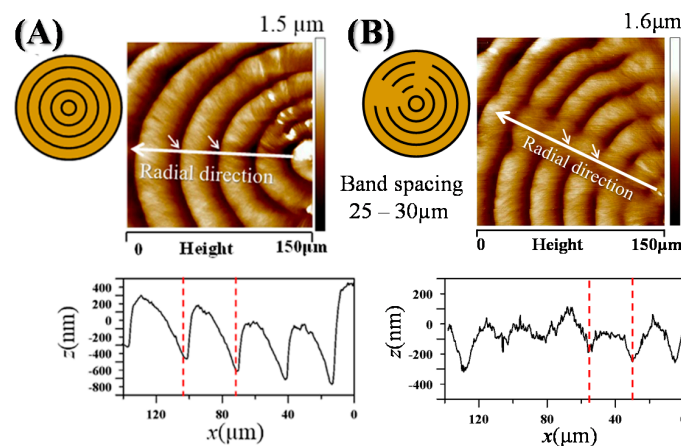 (A)
1.5 µm
Radial direction
0 Height 150µm
400
200
0
-200
-400
-600
-800
z(nm)
140 120 80 40 0
x(µm)
(B)
1.6µm
Band spacing
25 – 30µm
Radial direction
0 Height 150µm
200
0
-200
-400
z(nm)
120 80 40 0
x(µm)